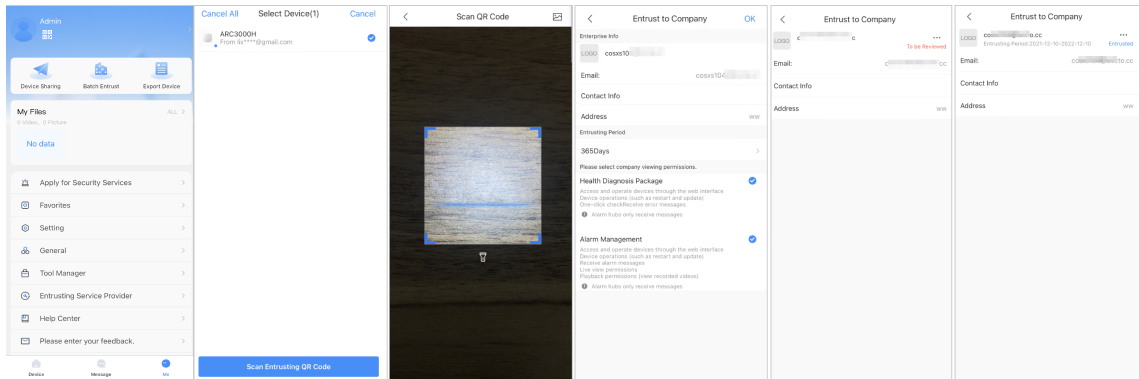 Admin
Device Sharing
Batch Entrust
Export Device
My Files
ALL >
0 Video, 0 Picture
No data
Apply for Security Services
Favorites
Setting
General
Tool Manager
Entrusting Service Provider
Help Center
Please enter your feedback.
Device
Message
Me
Cancel All
Select Device(1)
Cancel
ARC3000H
From lis****@gmail.com
Scan Entrusting QR Code
Scan QR Code
Entrust to Company
OK
Enterprise Info
LOGO
cosxs10
Email:
cosxs104
Contact Info
Address
ww
Entrusting Period
365Days
Please select company viewing permissions.
Health Diagnosis Package
Access and operate devices through the web interface
Device operations (such as restart and update)
One-click checkReceive error messages
Alarm hubs only receive messages
Alarm Management
Access and operate devices through the web interface
Device operations (such as restart and update)
Receive alarm messages
Live view permissions
Playback permissions (view recorded videos)
Alarm hubs only receive messages
Entrust to Company
LOGO
c c
To be Reviewed
Email:
c cc
Contact Info
Address
ww
Entrust to Company
LOGO
Entrusting Period:2021-12-10-2022-12-10
Entrusted
Email:
Contact Info
Address
ww